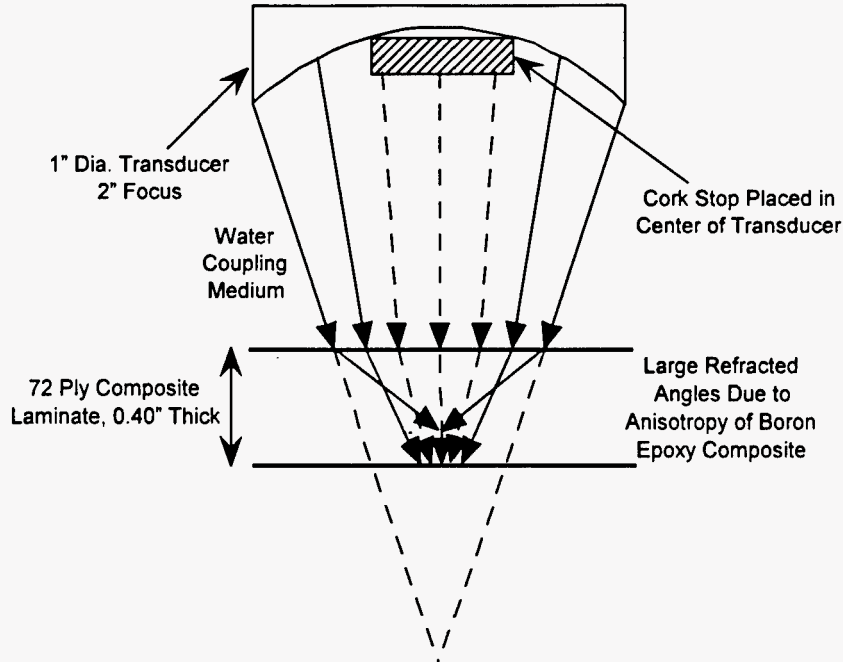 1" Dia. Transducer
2" Focus
Cork Stop Placed in
Center of Transducer
Water
Coupling
Medium
72 Ply Composite
Laminate, 0.40" Thick
Large Refracted
Angles Due to
Anisotropy of Boron
Epoxy Composite